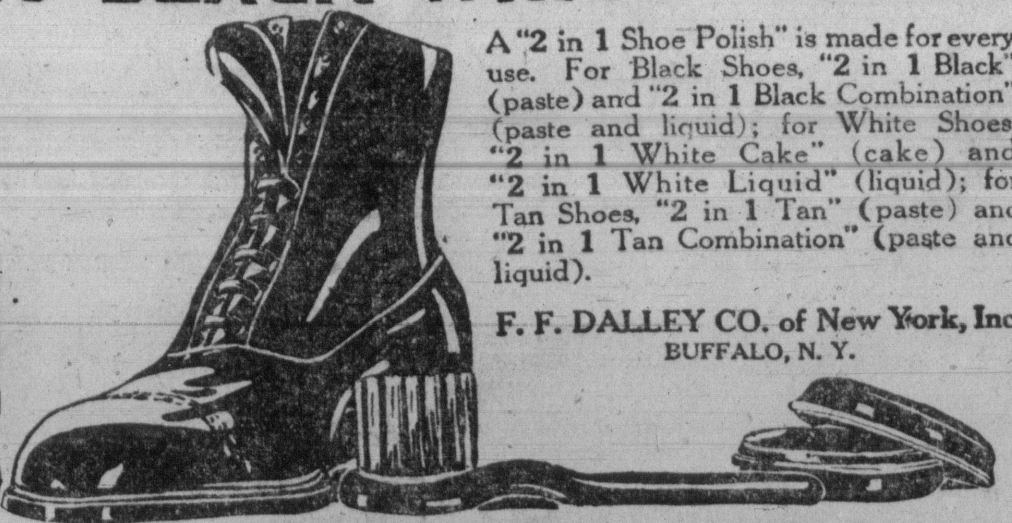 A "2 in 1 Shoe Polish" is made for every
use. For Black Shoes, "2 in 1 Black"
(paste) and "2 in 1 Black Combination"
(paste and liquid); for White Shoes
"2 in 1 White Cake" (cake) and
"2 in 1 White Liquid" (liquid); for
Tan Shoes, "2 in 1 Tan" (paste) and
"2 in 1 Tan Combination" (paste and
liquid).
F. F. DALLEY CO. of New York, Inc
BUFFALO, N. Y.